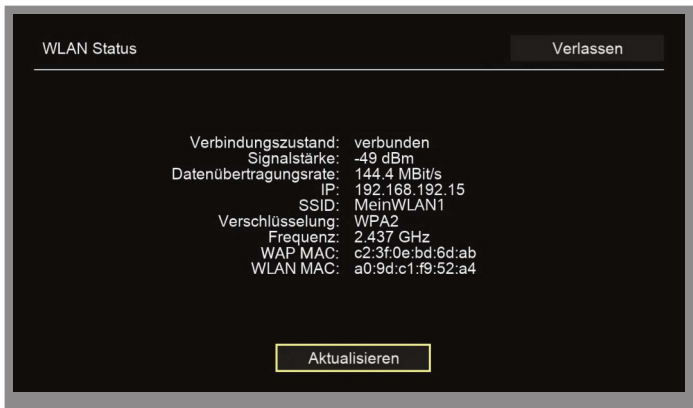 WLAN Status
Verlassen
Verbindungszustand: verbunden
Signalstärke: -49 dBm
Datenübertragungsrate: 144.4 MBit/s
IP: 192.168.192.15
SSID: MeinWLAN1
Verschlüsselung: WPA2
Frequenz: 2.437 GHz
WAP MAC: c2:3f:0e:bd:6d:ab
WLAN MAC: a0:9d:c1:f9:52:a4
Aktualisieren